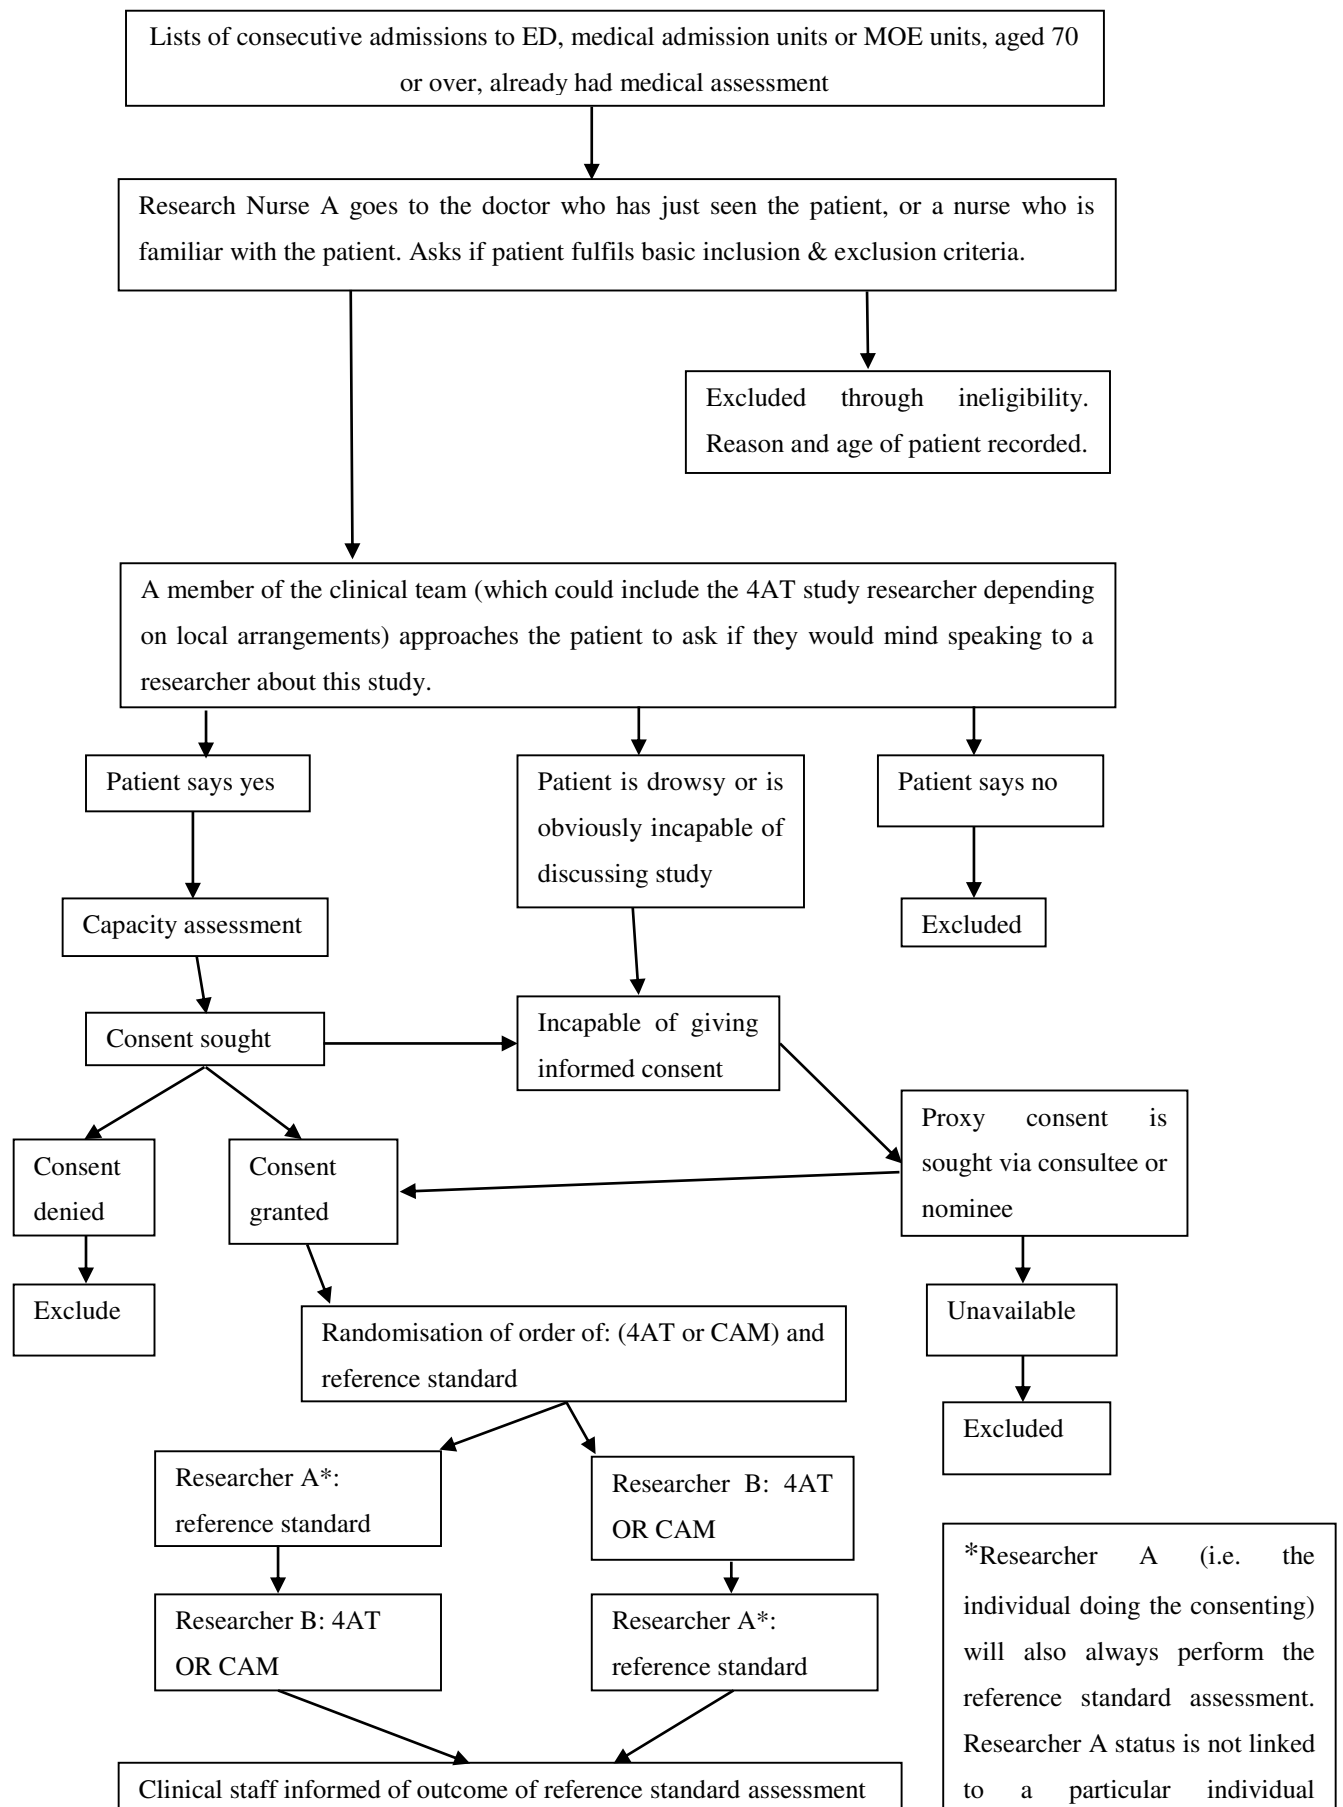 Lists of consecutive admissions to ED, medical admission units or MOE units, aged 70
or over, already had medical assessment
Research Nurse A goes to the doctor who has just seen the patient, or a nurse who is
familiar with the patient. Asks if patient fulfils basic inclusion & exclusion criteria.
Excluded through ineligibility.
Reason and age of patient recorded.
A member of the clinical team (which could include the 4AT study researcher depending
on local arrangements) approaches the patient to ask if they would mind speaking to a
researcher about this study.
Patient says yes
Patient is drowsy or is
obviously incapable of
discussing study
Patient says no
Capacity assessment
Excluded
Consent sought
Incapable of giving
informed consent
Proxy consent is
sought via consultee or
nominee
Consent
denied
Consent
granted
Exclude
Unavailable
Randomisation of order of: (4AT or CAM) and
reference standard
Excluded
Researcher A*:
reference standard
Researcher B: 4AT
OR CAM
Researcher B: 4AT
OR CAM
Researcher A*:
reference standard
*Researcher A (i.e. the
individual doing the consenting)
will also always perform the
reference standard assessment.
Researcher A status is not linked
to a particular individual
Clinical staff informed of outcome of reference standard assessment